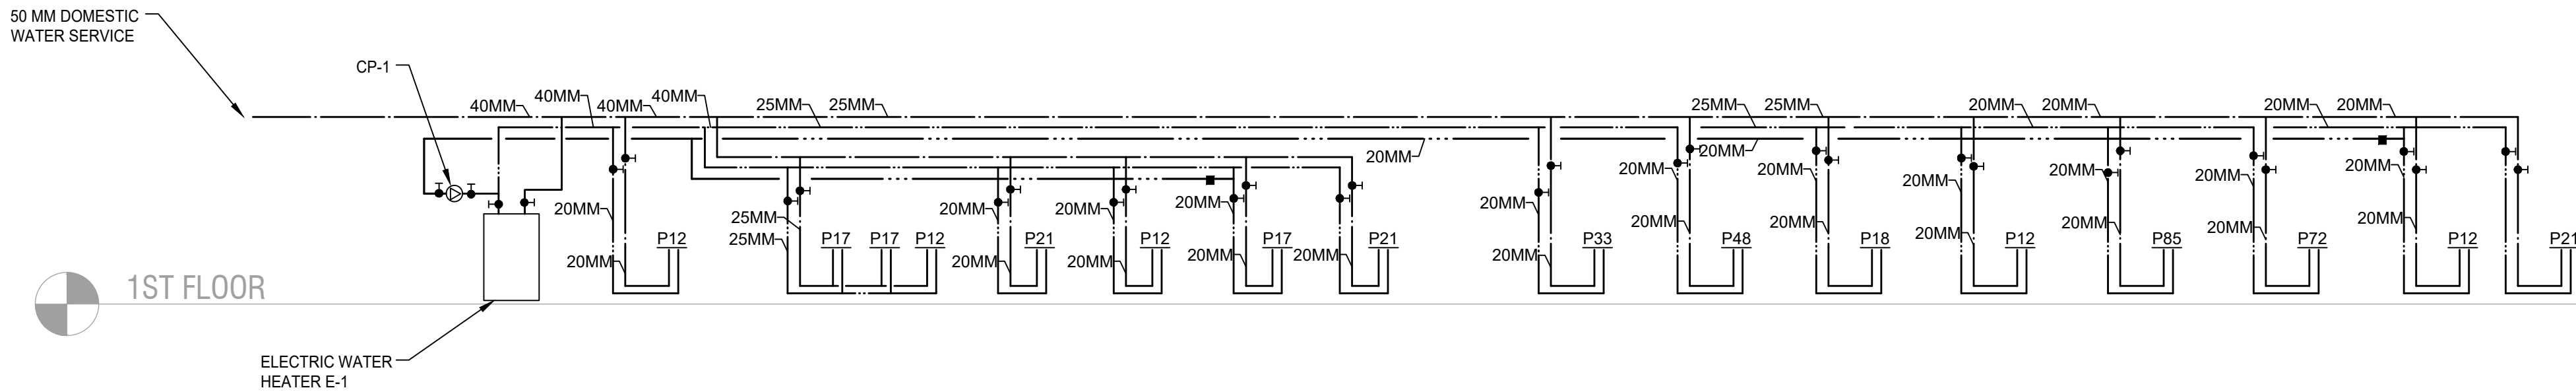 50 MM DOMESTIC
WATER SERVICE
CP-1
40MM 40MM 40MM 40MM 25MM 25MM 25MM 25MM 20MM 20MM 20MM 20MM
20MM 20MM
20MM 20MM 20MM 20MM 20MM
20MM 20MM 20MM 20MM 20MM 20MM
25MM 20MM 20MM 20MM 20MM 20MM 20MM
25MM P12 P17 P17 P12 P21 P12 P17 P21 P33 P48 P18 P12 P85 P72 P12 P21
20MM 20MM 20MM 20MM 20MM 20MM
1ST FLOOR
ELECTRIC WATER
HEATER E-1